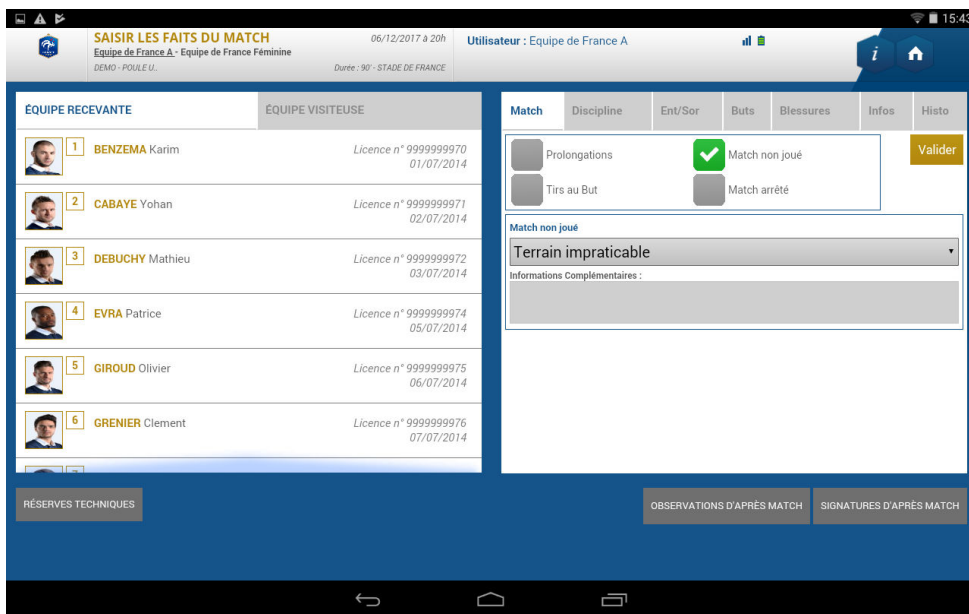 15:43
SAISIR LES FAITS DU MATCH
06/12/2017 à 20h
Equipe de France A - Equipe de France Féminine
DEMO - POULE U..
Durée : 90' - STADE DE FRANCE
Utilisateur : Equipe de France A
i
ÉQUIPE RECEVANTE
ÉQUIPE VISITEUSE
1 BENZEMA Karim
Licence n° 9999999970
01/07/2014
2 CABAYE Yohan
Licence n° 9999999971
02/07/2014
3 DEBUCHY Mathieu
Licence n° 9999999972
03/07/2014
4 EVRA Patrice
Licence n° 9999999974
05/07/2014
5 GIROUD Olivier
Licence n° 9999999975
06/07/2014
6 GRENIER Clement
Licence n° 9999999976
07/07/2014
RÉSERVES TECHNIQUES
Match Discipline Ent/Sor Buts Blessures Infos Histo
Prolongations
Match non joué
Valider
Tirs au But
Match arrêté
Match non joué
Terrain impraticable
Informations Complémentaires :
OBSERVATIONS D'APRÈS MATCH
SIGNATURES D'APRÈS MATCH